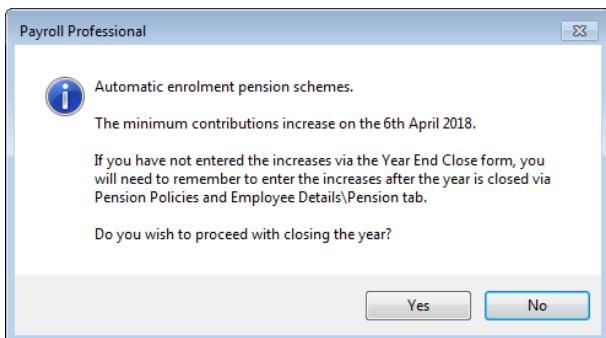 Payroll Professional
Automatic enrolment pension schemes.
The minimum contributions increase on the 6th April 2018.
If you have not entered the increases via the Year End Close form, you
will need to remember to enter the increases after the year is closed via
Pension Policies and Employee Details\Pension tab.
Do you wish to proceed with closing the year?
Yes No